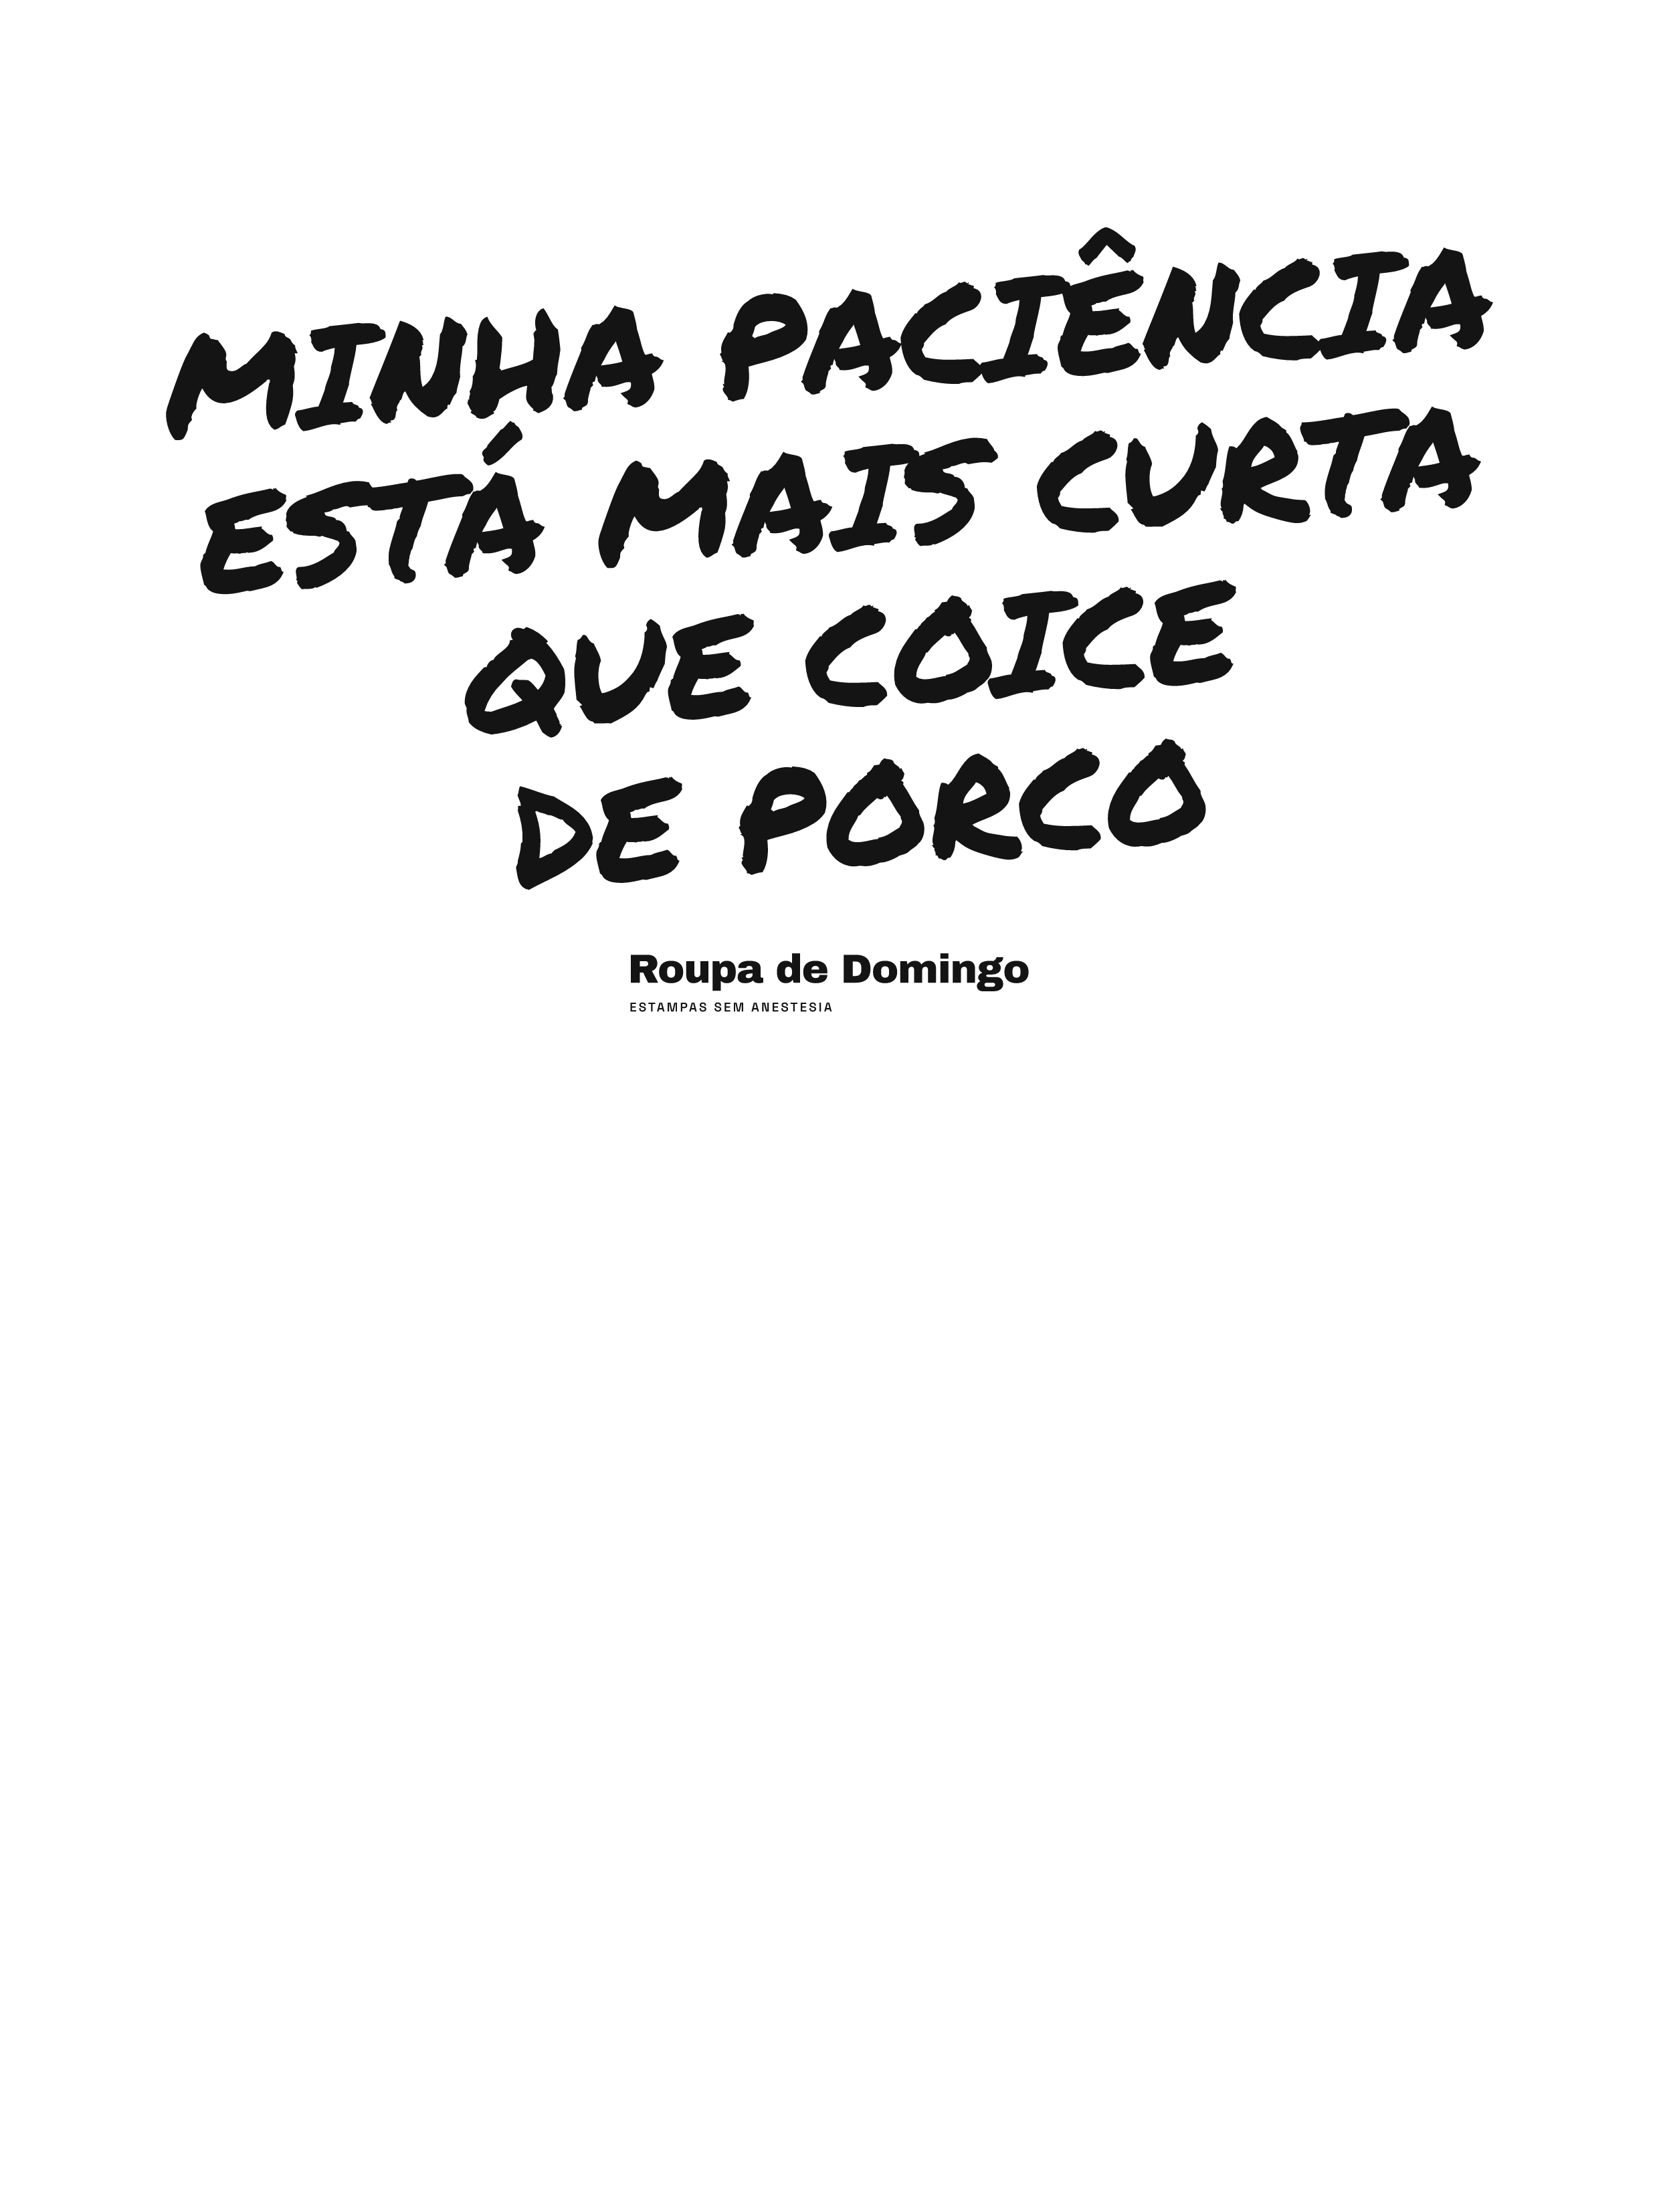 MINHA PACIÊNCIA
ESTÁ MAIS CURTA
QUE COICE
DE PORCO
Roupa de Domingo
ESTAMPAS SEM ANESTESIA